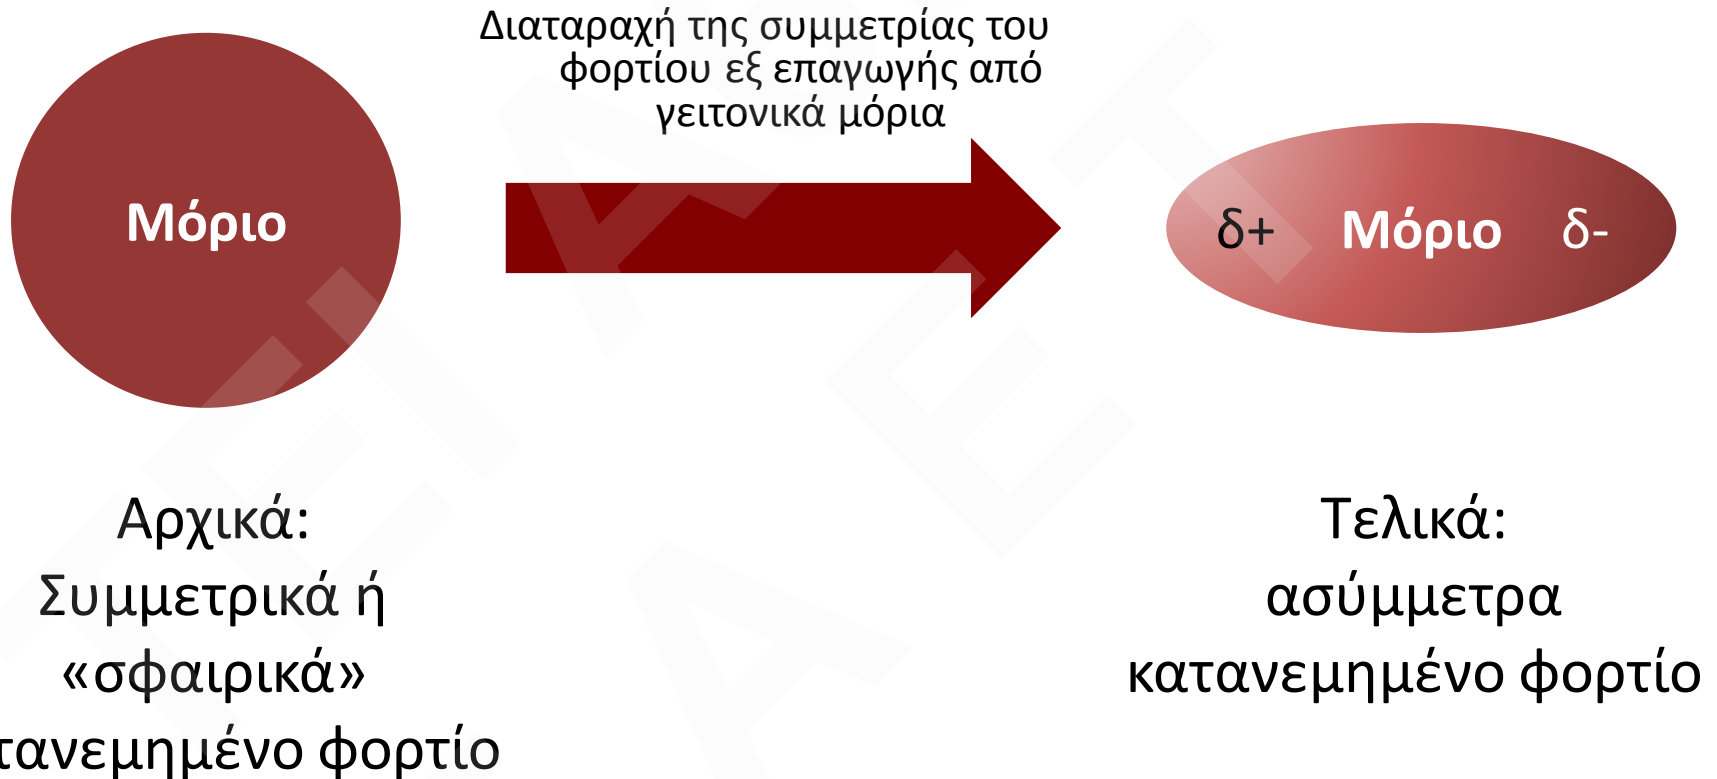 Διαταραχή της συμμετρίας του
φορτίου εξ επαγωγής από
γειτονικά μόρια
Μόριο
δ+ Μόριο δ-
Αρχικά:
Συμμετρικά ή
«σφαιρικά»
τανεμημένο φορτίο
Τελικά:
ασύμμετρα
κατανεμημένο φορτίο